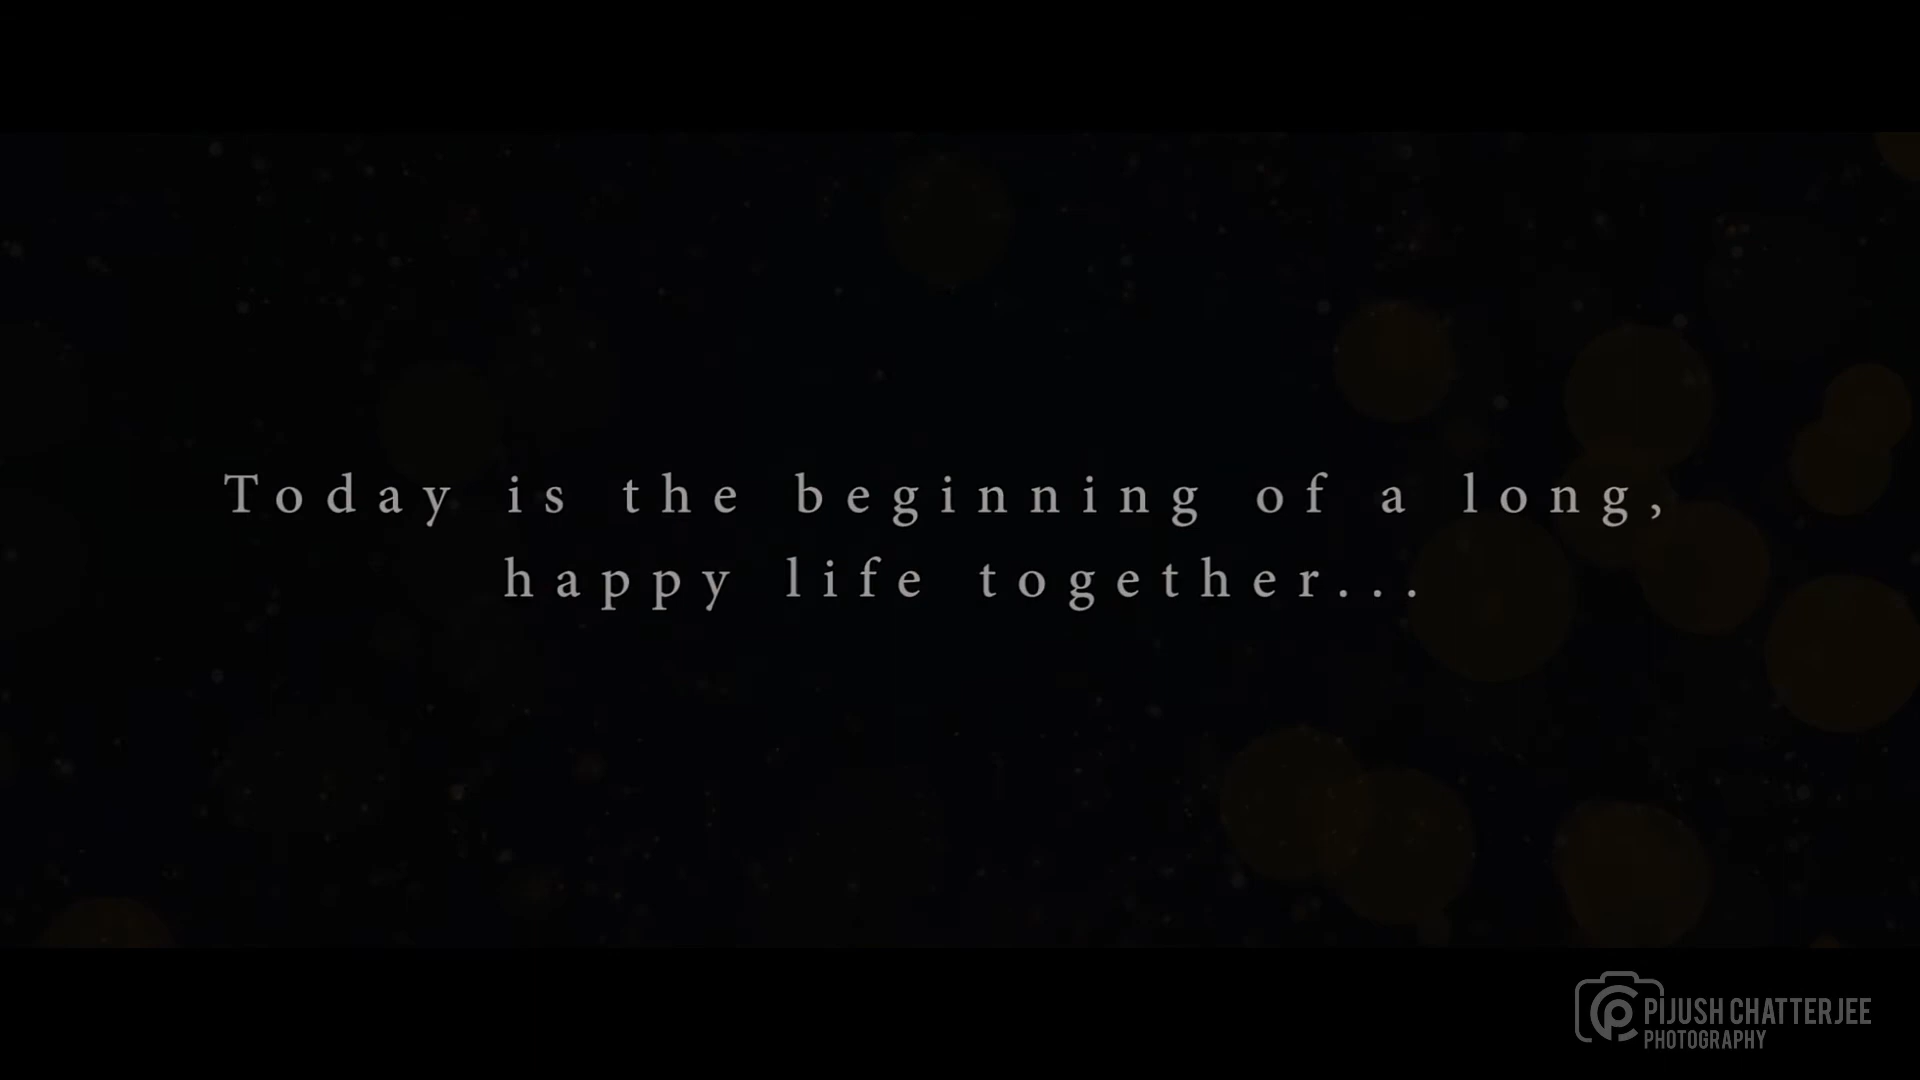 Today is the beginning of a long,
happy life together...
PIJUSH CHATTERJEE
PHOTOGRAPHY